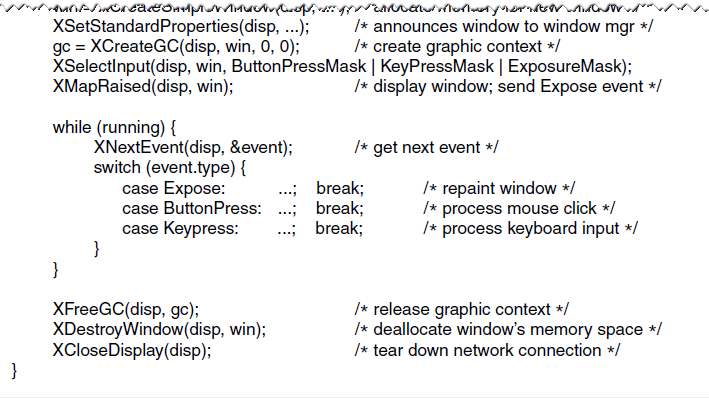 XSetStandardProperties(disp, ...); /* announces window to window mgr */
gc = XCreateGC(disp, win, 0, 0); /* create graphic context */
XSelectInput(disp, win, ButtonPressMask | KeyPressMask | ExposureMask);
XMapRaised(disp, win); /* display window; send Expose event */
while (running) {
XNextEvent(disp, &event); /* get next event */
switch (event.type) {
case Expose: ...; break; /* repaint window */
case ButtonPress: ...; break; /* process mouse click */
case Keypress: ...; break; /* process keyboard input */
}
}
XFreeGC(disp, gc); /* release graphic context */
XDestroyWindow(disp, win); /* deallocate window’s memory space */
XCloseDisplay(disp); /* tear down network connection */
}